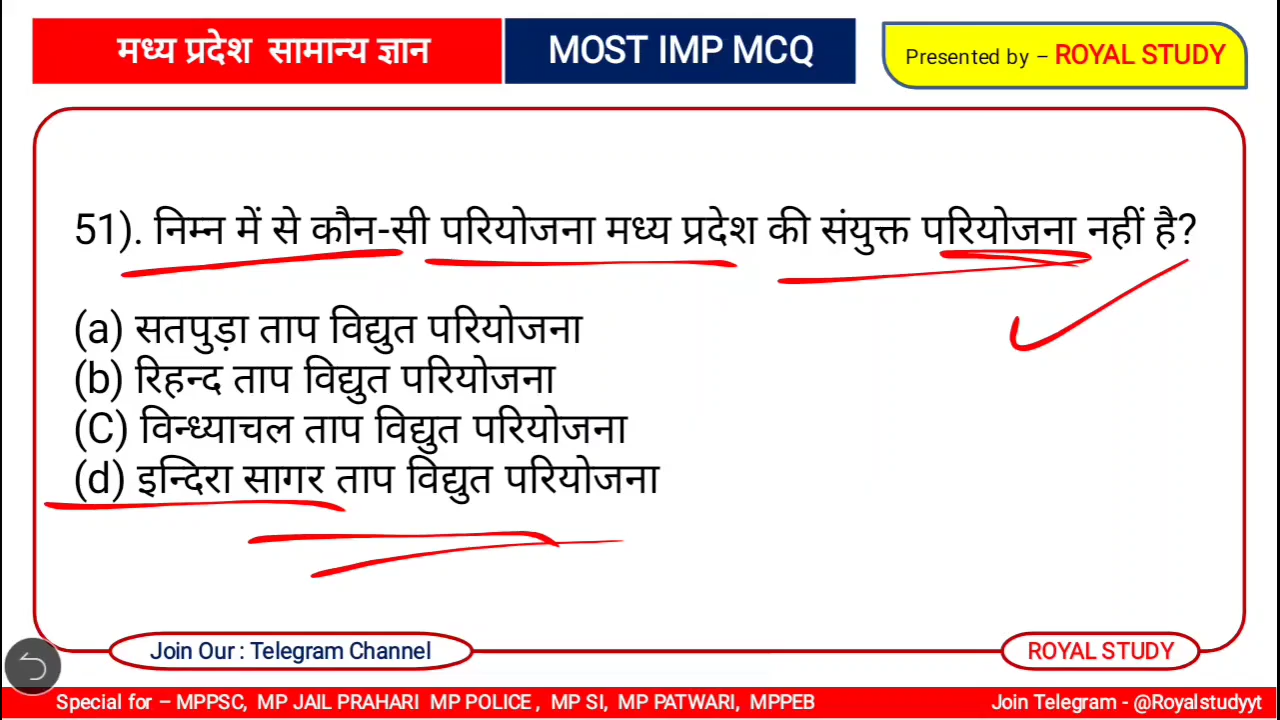 मध्य प्रदेश सामान्य ज्ञान
MOST IMP MCQ
Presented by – ROYAL STUDY
51). निम्न में से कौन-सी परियोजना मध्य प्रदेश की संयुक्त परियोजना नहीं है?
(a) सतपुड़ा ताप विद्युत परियोजना
(b) रिहन्द ताप विद्युत परियोजना
(C) विन्ध्याचल ताप विद्युत परियोजना
(d) इन्दिरा सागर ताप विद्युत परियोजना
Join Our : Telegram Channel
ROYAL STUDY
Special for – MPPSC, MP JAIL PRAHARI MP POLICE , MP SI, MP PATWARI, MPPEB
Join Telegram - @Royalstudyyt